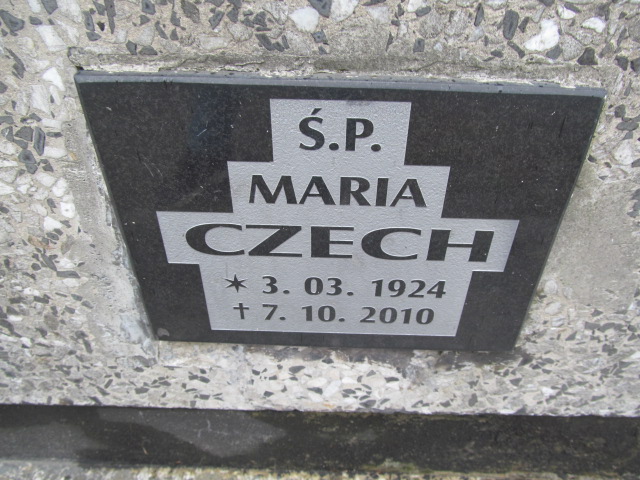 Ś.P.
MARIA
CZECH
* 3. 03. 1924
† 7. 10. 2010